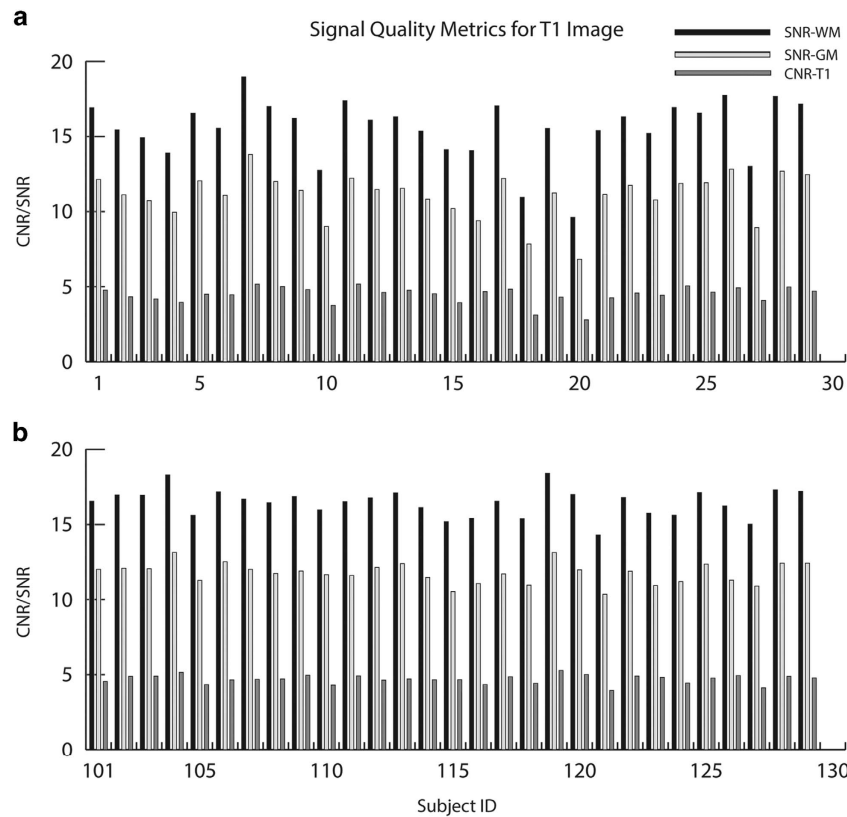 a
Signal Quality Metrics for T1 Image
SNR-WM
SNR-GM
CNR-T1
20
15
10
5
0
CNR/SNR
1 5 10 15 20 25 30
b
20
15
10
5
0
CNR/SNR
101 105 110 115 120 125 130
Subject ID